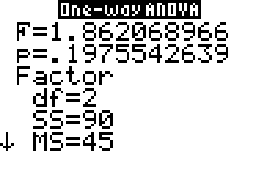 One-way ANOVA
F=1.862068966
p=.1975542639
Factor
df=2
SS=90
↓ MS=45